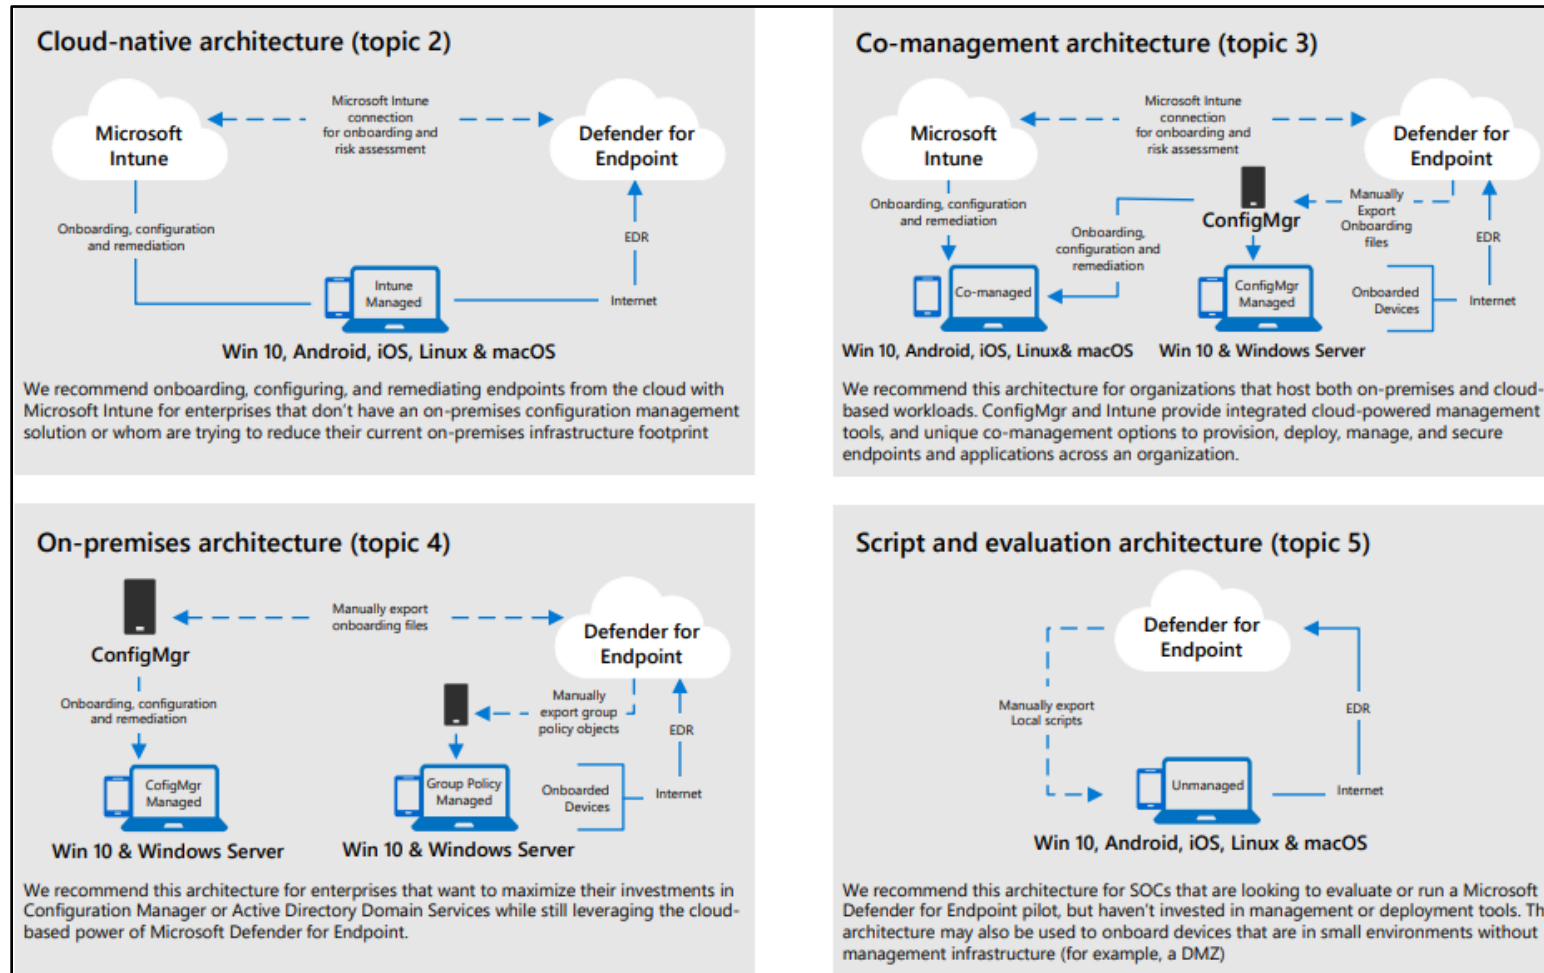 Cloud-native architecture (topic 2)
Microsoft
Intune
Microsoft Intune
connection
for onboarding and
risk assessment
Defender for
Endpoint
Onboarding, configuration
and remediation
EDR
Intune
Managed
Internet
Win 10, Android, iOS, Linux & macOS
We recommend onboarding, configuring, and remediating endpoints from the cloud with
Microsoft Intune for enterprises that don't have an on-premises configuration management
solution or whom are trying to reduce their current on-premises infrastructure footprint
Co-management architecture (topic 3)
Microsoft
Intune
Microsoft Intune
connection
for onboarding and
risk assessment
Defender for
Endpoint
Onboarding, configuration
and remediation
ConfigMgr
Manually
Export
Onboarding
files
Onboarding,
configuration and
remediation
EDR
Co-managed
ConfigMgr
Managed
Onboarded
Devices
Internet
Win 10, Android, iOS, Linux& macOS
Win 10 & Windows Server
We recommend this architecture for organizations that host both on-premises and cloud-
based workloads. ConfigMgr and Intune provide integrated cloud-powered management
tools, and unique co-management options to provision, deploy, manage, and secure
endpoints and applications across an organization.
On-premises architecture (topic 4)
ConfigMgr
Manually export
onboarding files
Defender for
Endpoint
Onboarding, configuration
and remediation
Manually
export group
policy objects
EDR
CofigMgr
Managed
Group Policy
Managed
Onboarded
Devices
Internet
Win 10 & Windows Server
Win 10 & Windows Server
We recommend this architecture for enterprises that want to maximize their investments in
Configuration Manager or Active Directory Domain Services while still leveraging the cloud-
based power of Microsoft Defender for Endpoint.
Script and evaluation architecture (topic 5)
Defender for
Endpoint
Manually export
Local scripts
EDR
Unmanaged
Internet
Win 10, Android, iOS, Linux & macOS
We recommend this architecture for SOCs that are looking to evaluate or run a Microsoft
Defender for Endpoint pilot, but haven't invested in management or deployment tools. Th
architecture may also be used to onboard devices that are in small environments without
management infrastructure (for example, a DMZ)